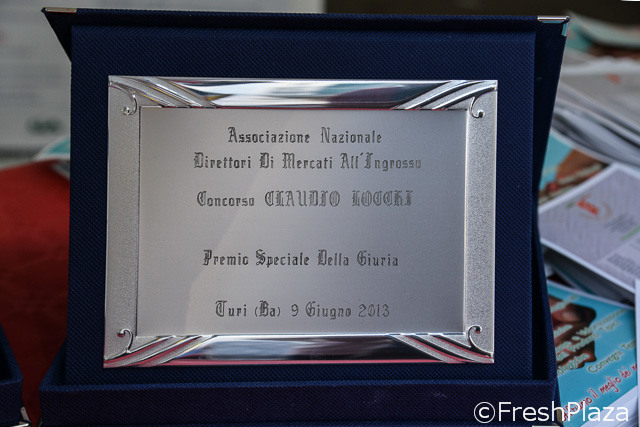 Associazione Nazionale
Direttori Di Mercati All'Ingrosso
Concorso CLAUDIO LOCCHI
Premio Speciale Della Giuria
Turi (Ba) 9 Giugno 2013
©FreshPlaza